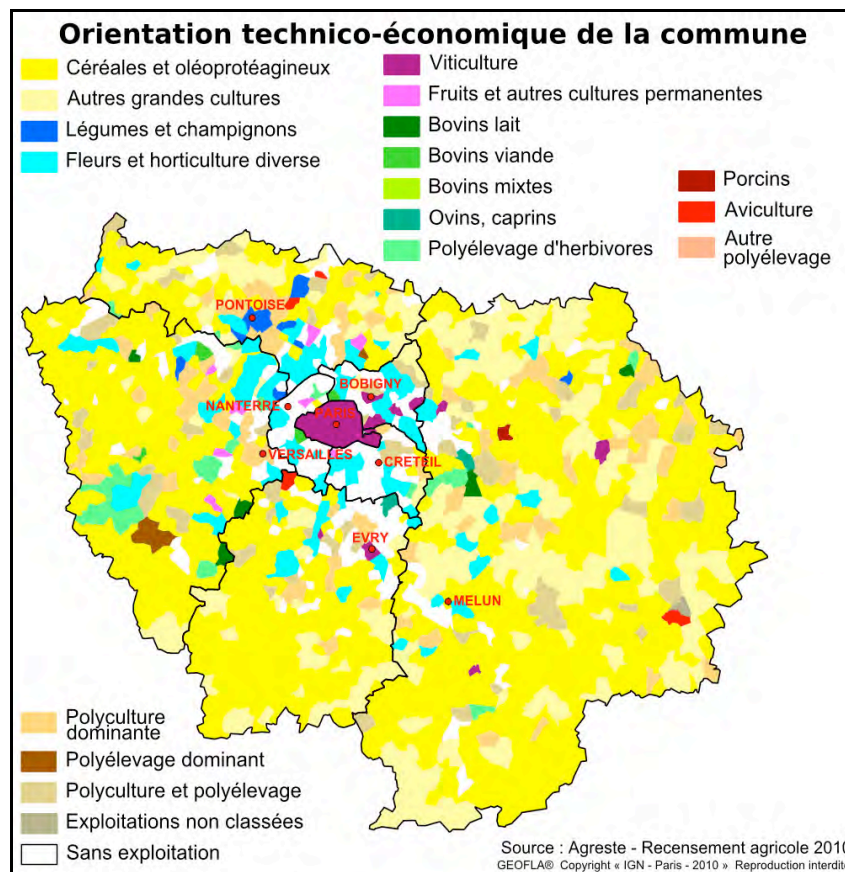 Orientation technico-économique de la commune
Céréales et oléoprotéagineux
Autres grandes cultures
Légumes et champignons
Fleurs et horticulture diverse
Viticulture
Fruits et autres cultures permanentes
Bovins lait
Bovins viande
Bovins mixtes
Ovins, caprins
Polyélevage d'herbivores
Porcins
Aviculture
Autre
polyélevage
PONTOISE
BOBIGNY
NANTERRE
PARIS
VERSAILLES
CRETEIL
EVRY
MELUN
Polyculture
dominante
Polyélevage dominant
Polyculture et polyélevage
Exploitations non classées
Sans exploitation
Source : Agreste - Recensement agricole 2010
GEOFLA® Copyright « IGN - Paris - 2010 » Reproduction interdite